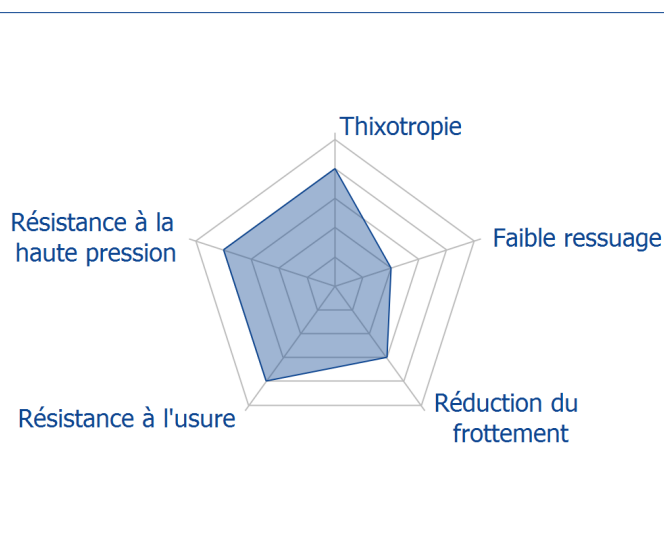 Thixotropie
Résistance à la
haute pression
Faible ressuage
Résistance à l'usure
Réduction du
frottement